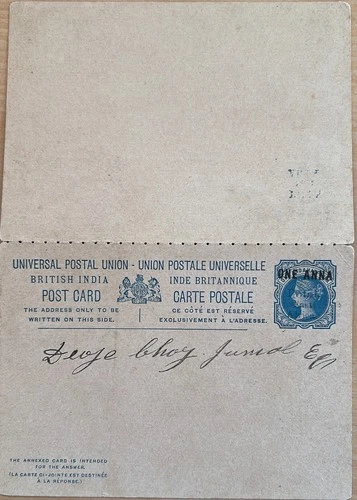 UNIVERSAL POSTAL UNION - UNION POSTALE UNIVERSELLE
BRITISH INDIA INDE BRITANNIQUE
POST CARD CARTE POSTALE
THE ADDRESS ONLY TO BE WRITTEN ON THIS SIDE.
CE CÔTÉ EST RÉSERVÉ EXCLUSIVEMENT À L'ADRESSE.
ONE ANNA
Jumal Esq
THE ANNEXED CARD IS INTENDED
FOR THE ANSWER.
(LA CARTE CI-JOINTE EST DESTINÉE
À LA RÉPONSE.)